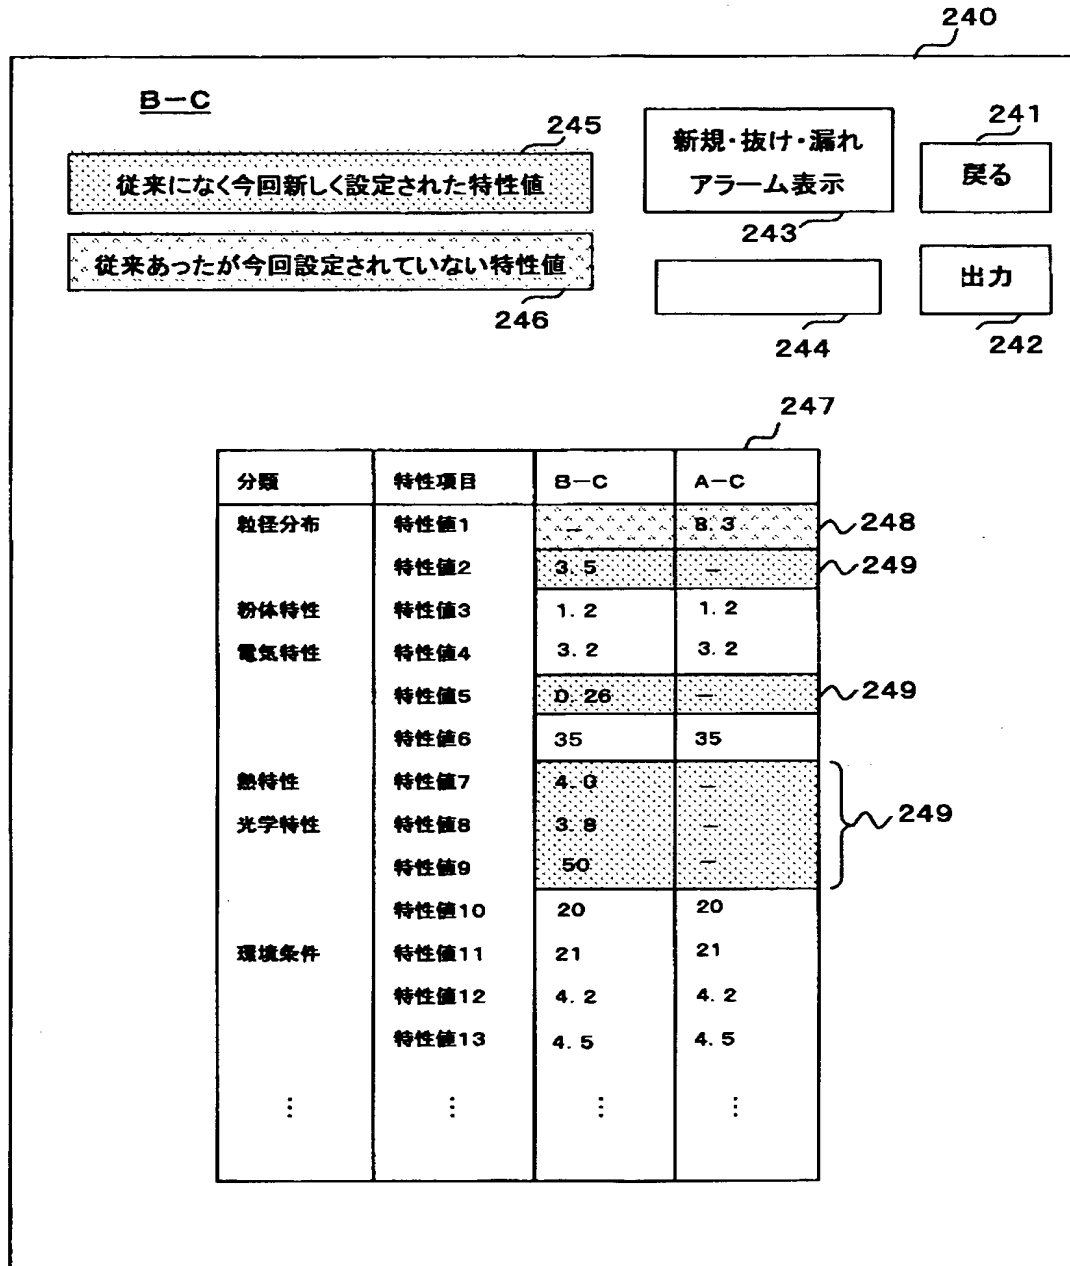 240
B－C
245
従来になく今回新しく設定された特性値
新規・抜け・漏れ
アラーム表示
243
241
戻る
従来あったが今回設定されていない特性値
246
244
出力
242
247
分類 特性項目 B－C A－C
粒径分布 特性値1 － 8.3 248
特性値2 3.5 － 249
粉体特性 特性値3 1.2 1.2
電気特性 特性値4 3.2 3.2
特性値5 0.26 － 249
特性値6 35 35
熱特性 特性値7 4.0 －
光学特性 特性値8 3.8 － 249
特性値9 50 －
特性値10 20 20
環境条件 特性値11 21 21
特性値12 4.2 4.2
特性値13 4.5 4.5
⋮ ⋮ ⋮ ⋮